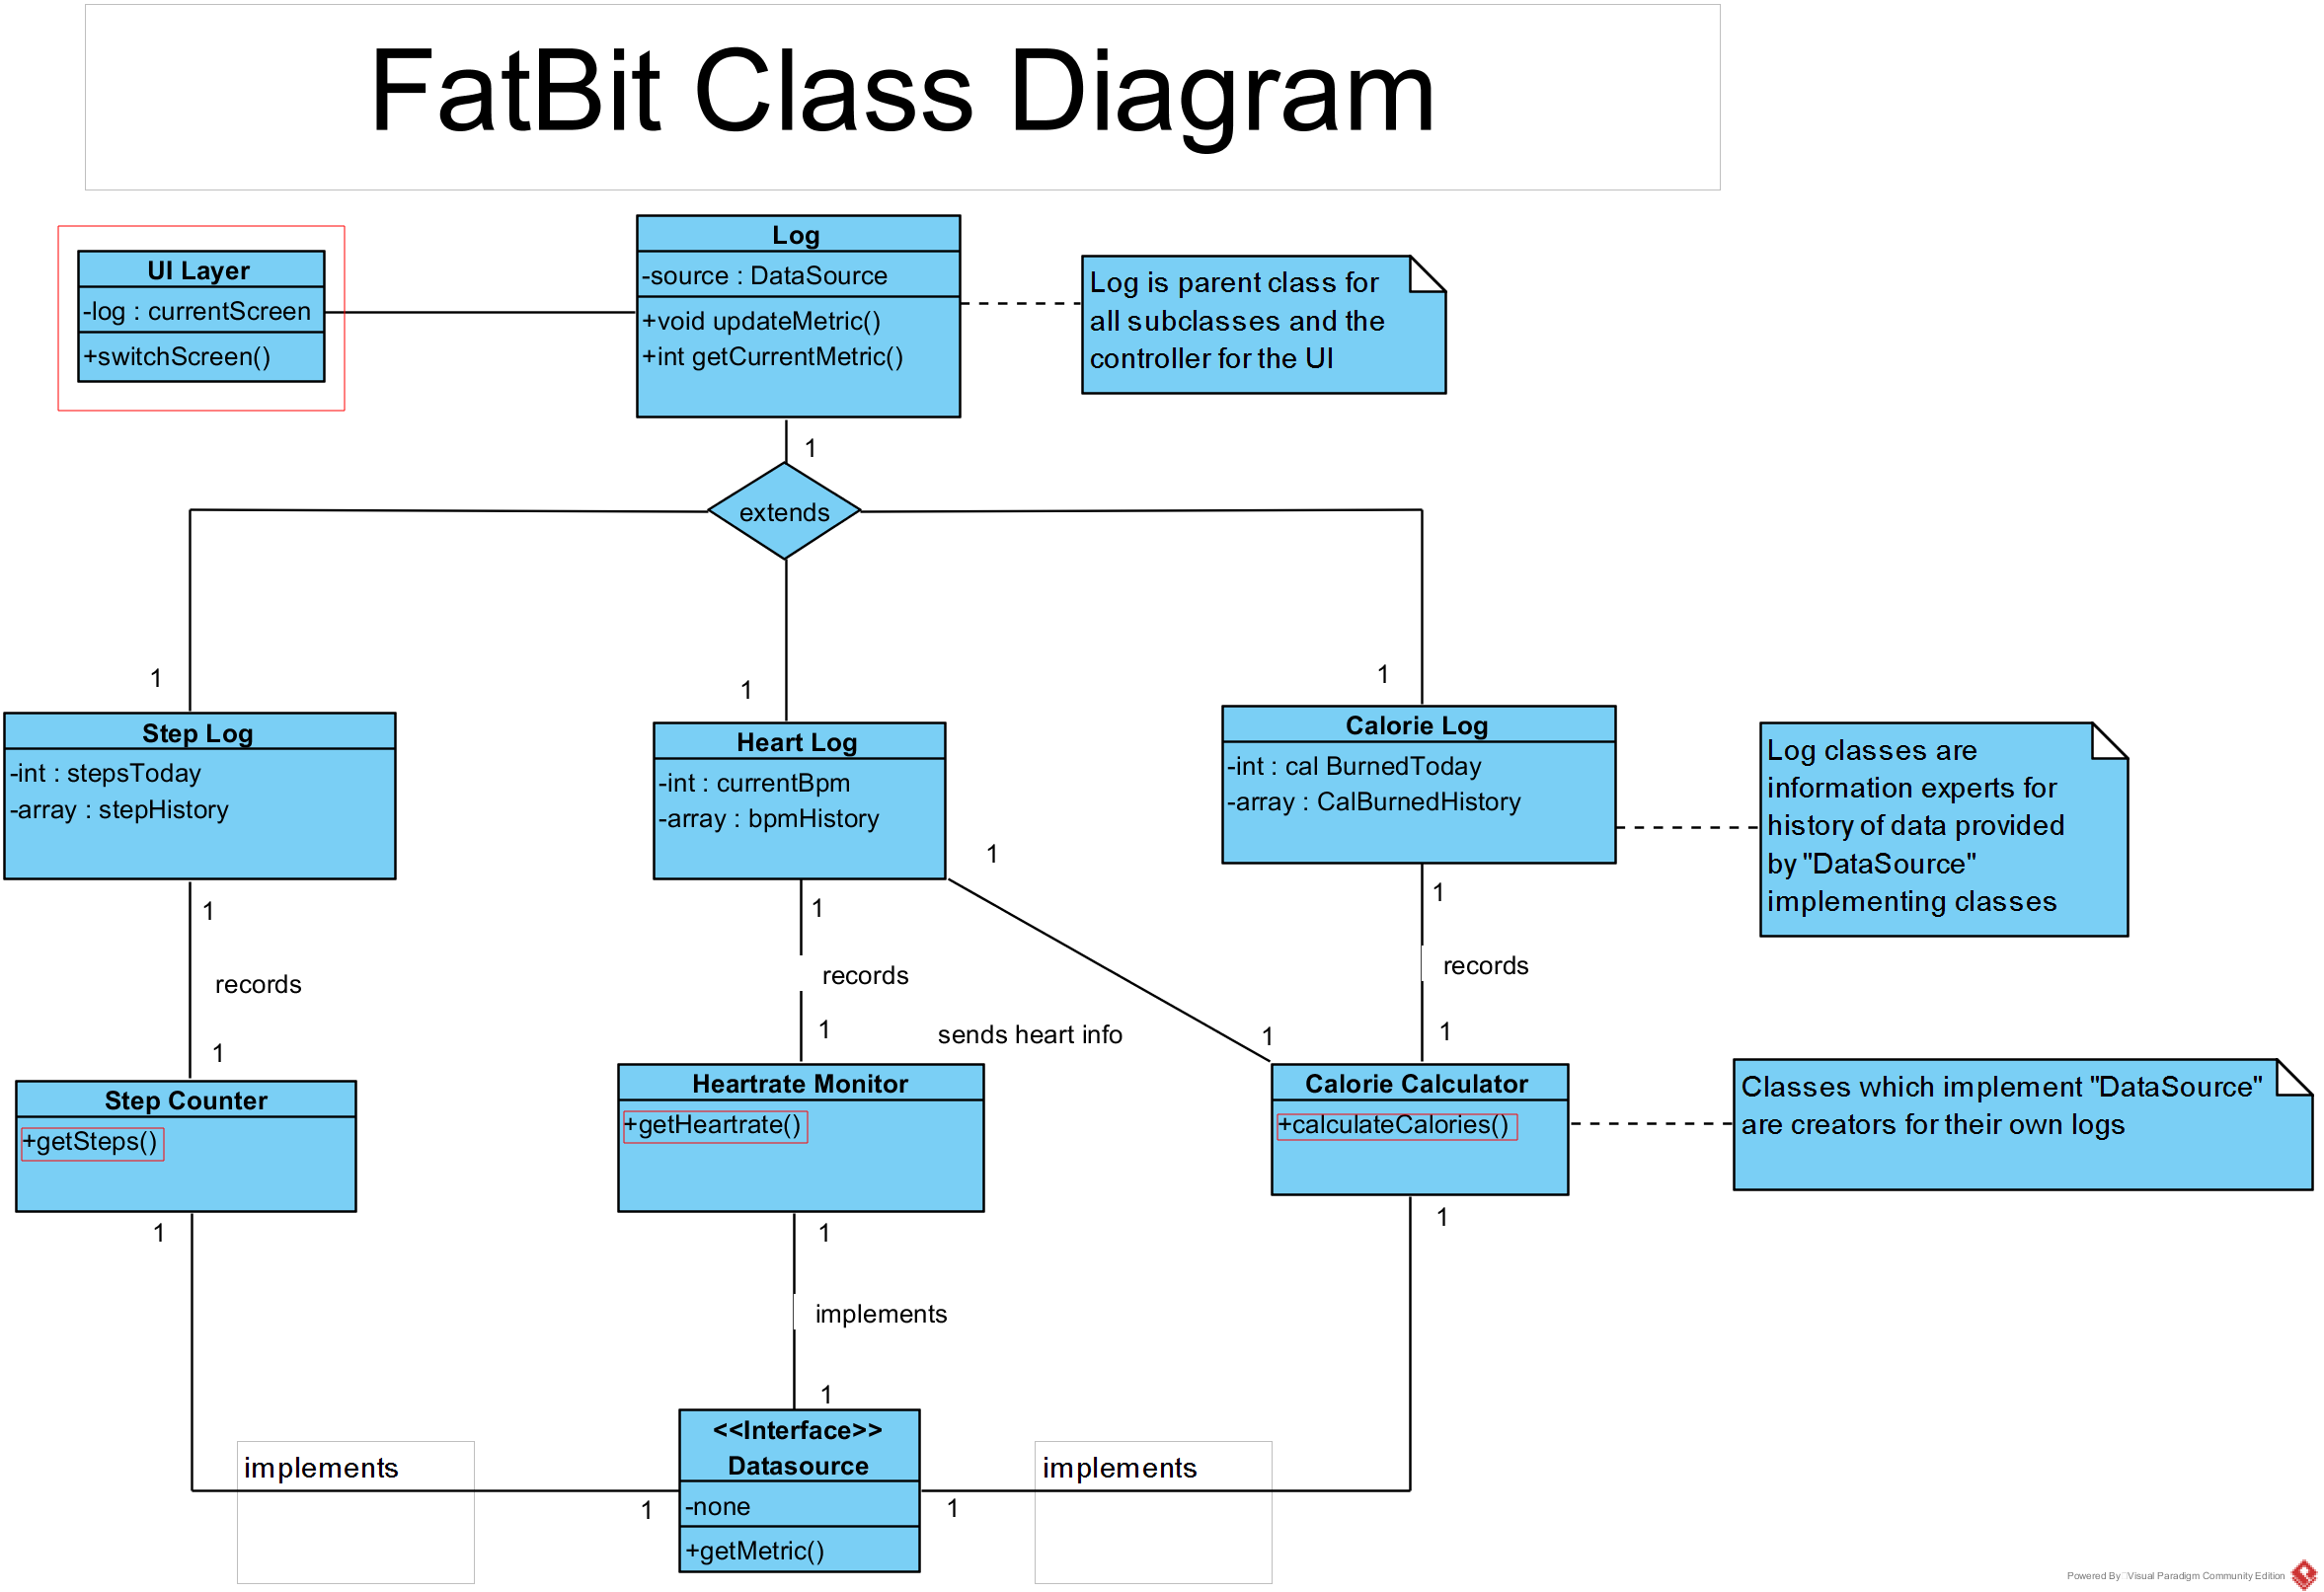 FatBit Class Diagram
UI Layer
-log : currentScreen
+switchScreen()
Log
-source : DataSource
+void updateMetric()
+int getCurrentMetric()
Log is parent class for
all subclasses and the
controller for the UI
1
extends
1
1
1
Step Log
-int : stepsToday
-array : stepHistory
Heart Log
-int : currentBpm
-array : bpmHistory
Calorie Log
-int : cal BurnedToday
-array : CalBurnedHistory
Log classes are
information experts for
history of data provided
by "DataSource"
implementing classes
1
records
1
1
records
1
1
sends heart info
1
1
records
1
Step Counter
+getSteps()
Heartrate Monitor
+getHeartrate()
Calorie Calculator
+calculateCalories()
Classes which implement "DataSource"
are creators for their own logs
1
1
1
implements
1
implements
1
<<Interface>>
Datasource
-none
+getMetric()
1
implements
Powered By Visual Paradigm Community Edition